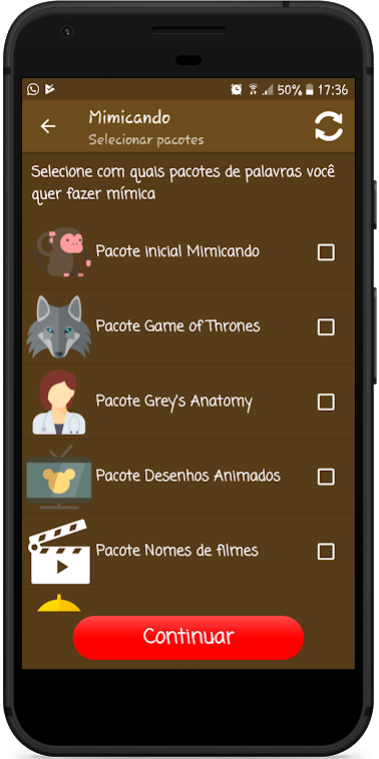 50% 17:36
Mimicando
Selecionar pacotes
Selecione com quais pacotes de palavras você
quer fazer mímica
Pacote inicial Mimicando
Pacote Game of Thrones
Pacote Grey's Anatomy
Pacote Desenhos Animados
Pacote Nomes de filmes
Continuar